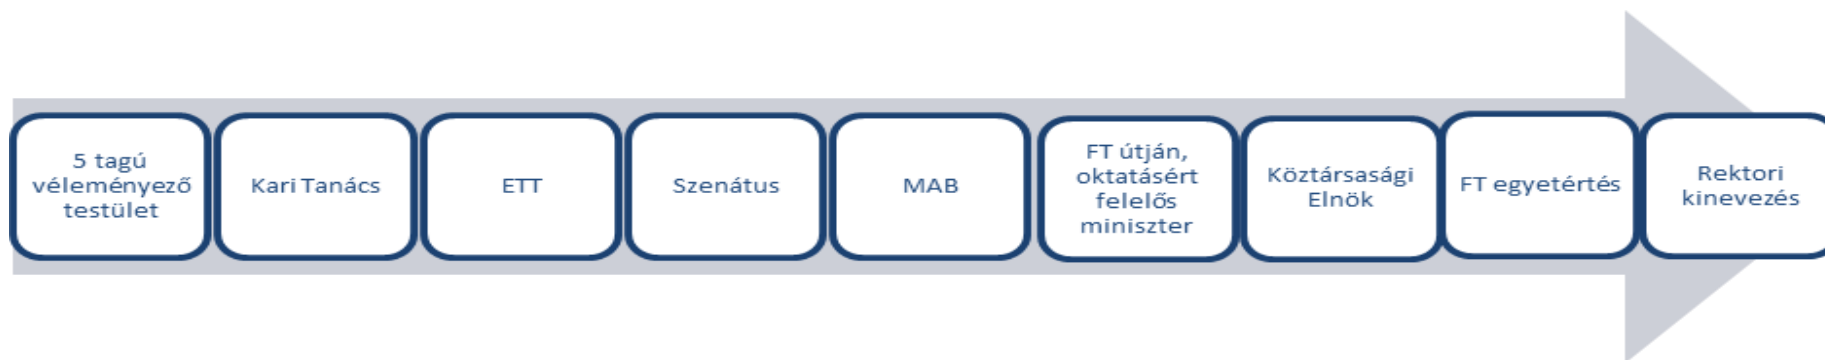 5 tagú
véleményező
testület
Kari Tanács
ETT
Szenátus
MAB
FT útján,
oktatásért
felelős
miniszter
Köztársasági
Elnök
FT egyetértés
Rektori
kinevezés